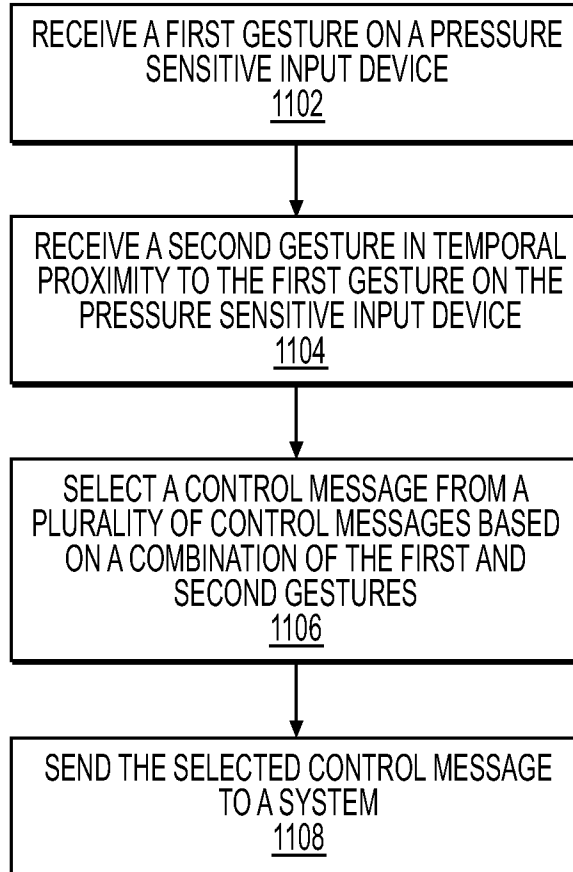 RECEIVE A FIRST GESTURE ON A PRESSURE
SENSITIVE INPUT DEVICE
1102
RECEIVE A SECOND GESTURE IN TEMPORAL
PROXIMITY TO THE FIRST GESTURE ON THE
PRESSURE SENSITIVE INPUT DEVICE
1104
SELECT A CONTROL MESSAGE FROM A
PLURALITY OF CONTROL MESSAGES BASED
ON A COMBINATION OF THE FIRST AND
SECOND GESTURES
1106
SEND THE SELECTED CONTROL MESSAGE
TO A SYSTEM
1108